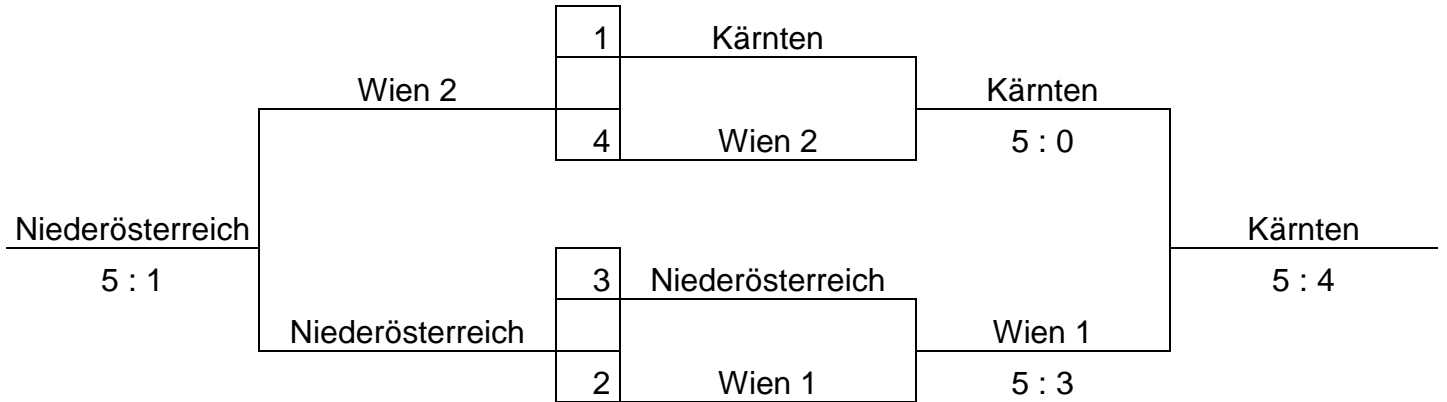 1 Kärnten
Wien 2 Kärnten
4 Wien 2 5 : 0
Niederösterreich Kärnten
5 : 1 3 Niederösterreich 5 : 4
Niederösterreich Wien 1
2 Wien 1 5 : 3